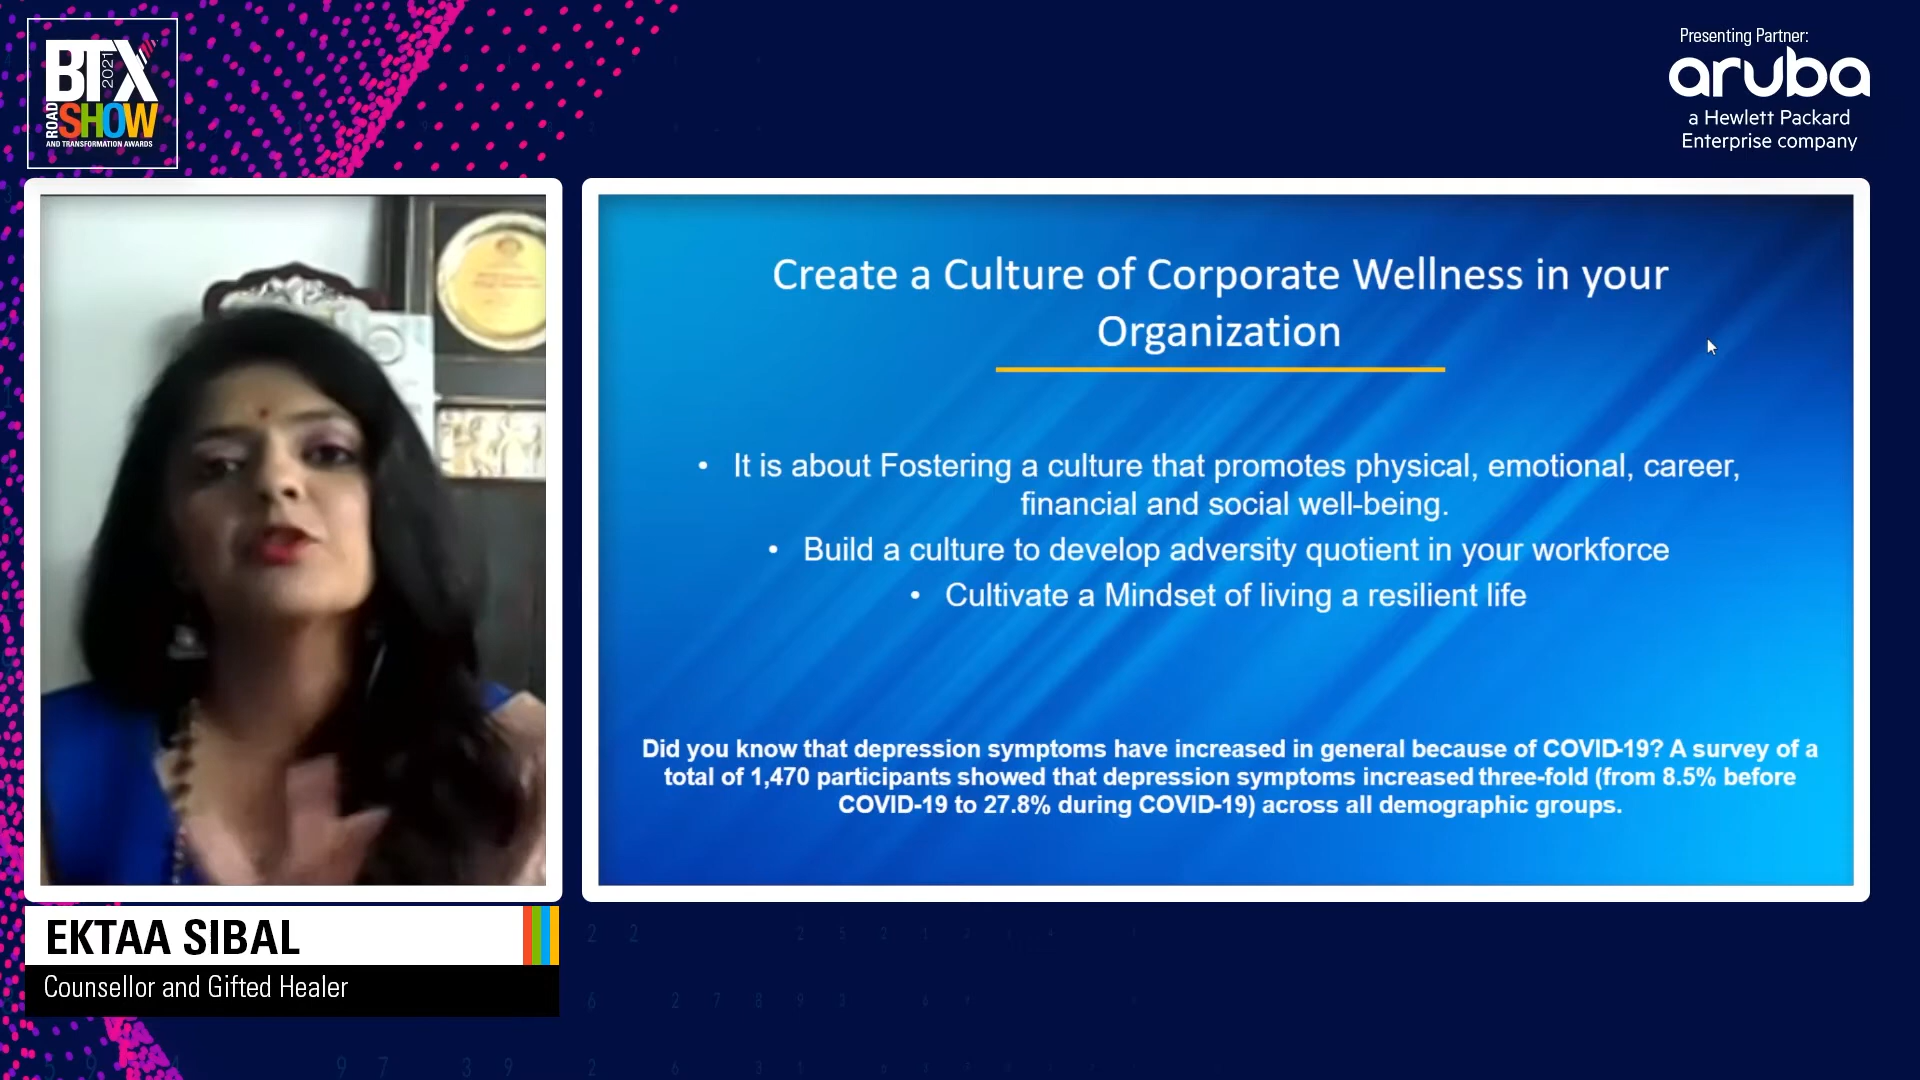 BTX
2021
ROAD
SHOW
AND TRANSFORMATION AWARDS
Presenting Partner:
aruba
a Hewlett Packard
Enterprise company
Create a Culture of Corporate Wellness in your
Organization
• It is about Fostering a culture that promotes physical, emotional, career,
financial and social well-being.
• Build a culture to develop adversity quotient in your workforce
• Cultivate a Mindset of living a resilient life
Did you know that depression symptoms have increased in general because of COVID-19? A survey of a
total of 1,470 participants showed that depression symptoms increased three-fold (from 8.5% before
COVID-19 to 27.8% during COVID-19) across all demographic groups.
EKTAA SIBAL
Counsellor and Gifted Healer